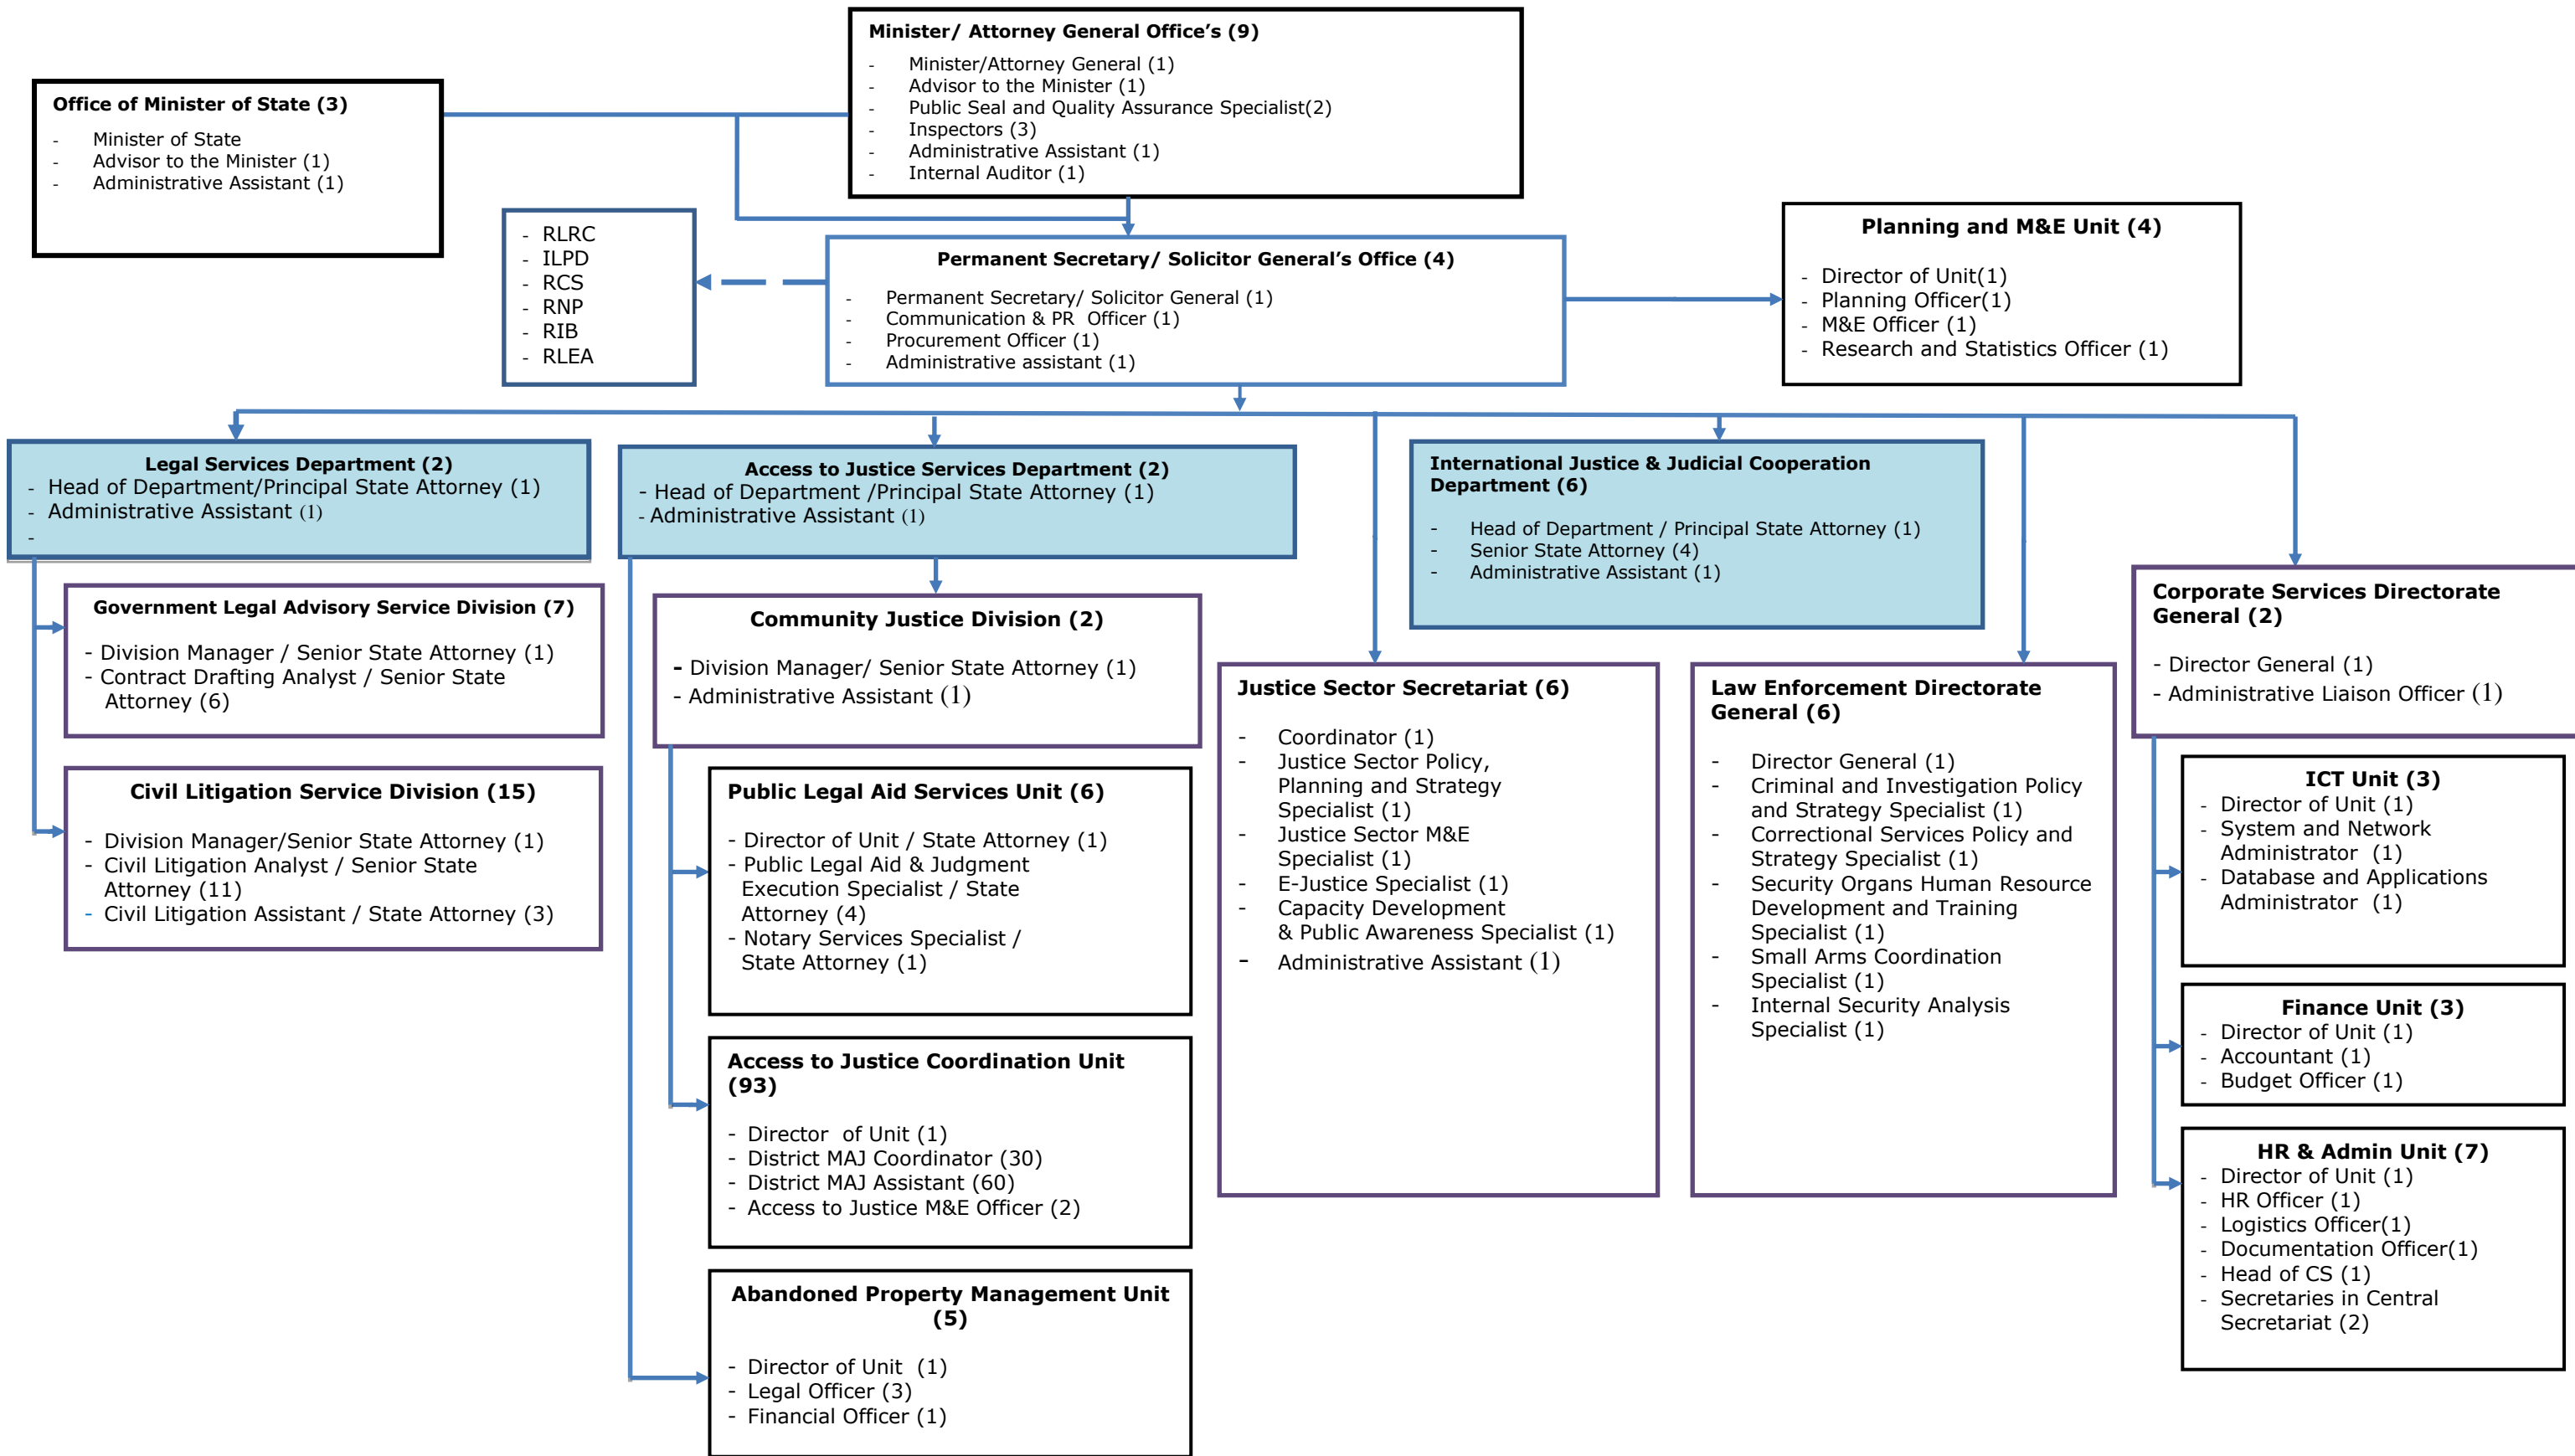 Minister/ Attorney General Office's (9)
- Minister/Attorney General (1)
- Advisor to the Minister (1)
- Public Seal and Quality Assurance Specialist(2)
- Inspectors (3)
- Administrative Assistant (1)
- Internal Auditor (1)
Office of Minister of State (3)
- Minister of State
- Advisor to the Minister (1)
- Administrative Assistant (1)
- RLRC
- ILPD
- RCS
- RNP
- RIB
- RLEA
Permanent Secretary/ Solicitor General's Office (4)
- Permanent Secretary/ Solicitor General (1)
- Communication & PR Officer (1)
- Procurement Officer (1)
- Administrative assistant (1)
Planning and M&E Unit (4)
- Director of Unit(1)
- Planning Officer(1)
- M&E Officer (1)
- Research and Statistics Officer (1)
Legal Services Department (2)
- Head of Department/Principal State Attorney (1)
- Administrative Assistant (1)
-
Government Legal Advisory Service Division (7)
- Division Manager / Senior State Attorney (1)
- Contract Drafting Analyst / Senior State
Attorney (6)
Civil Litigation Service Division (15)
- Division Manager/Senior State Attorney (1)
- Civil Litigation Analyst / Senior State
Attorney (11)
- Civil Litigation Assistant / State Attorney (3)
Access to Justice Services Department (2)
- Head of Department /Principal State Attorney (1)
- Administrative Assistant (1)
Community Justice Division (2)
- Division Manager/ Senior State Attorney (1)
- Administrative Assistant (1)
Public Legal Aid Services Unit (6)
- Director of Unit / State Attorney (1)
- Public Legal Aid & Judgment
Execution Specialist / State
Attorney (4)
- Notary Services Specialist /
State Attorney (1)
Access to Justice Coordination Unit
(93)
- Director of Unit (1)
- District MAJ Coordinator (30)
- District MAJ Assistant (60)
- Access to Justice M&E Officer (2)
Abandoned Property Management Unit
(5)
- Director of Unit (1)
- Legal Officer (3)
- Financial Officer (1)
Justice Sector Secretariat (6)
- Coordinator (1)
- Justice Sector Policy,
Planning and Strategy
Specialist (1)
- Justice Sector M&E
Specialist (1)
- E-Justice Specialist (1)
- Capacity Development
& Public Awareness Specialist (1)
- Administrative Assistant (1)
International Justice & Judicial Cooperation
Department (6)
- Head of Department / Principal State Attorney (1)
- Senior State Attorney (4)
- Administrative Assistant (1)
Law Enforcement Directorate
General (6)
- Director General (1)
- Criminal and Investigation Policy
and Strategy Specialist (1)
- Correctional Services Policy and
Strategy Specialist (1)
- Security Organs Human Resource
Development and Training
Specialist (1)
- Small Arms Coordination
Specialist (1)
- Internal Security Analysis
Specialist (1)
Corporate Services Directorate
General (2)
- Director General (1)
- Administrative Liaison Officer (1)
ICT Unit (3)
- Director of Unit (1)
- System and Network
Administrator (1)
- Database and Applications
Administrator (1)
Finance Unit (3)
- Director of Unit (1)
- Accountant (1)
- Budget Officer (1)
HR & Admin Unit (7)
- Director of Unit (1)
- HR Officer (1)
- Logistics Officer(1)
- Documentation Officer(1)
- Head of CS (1)
- Secretaries in Central
Secretariat (2)